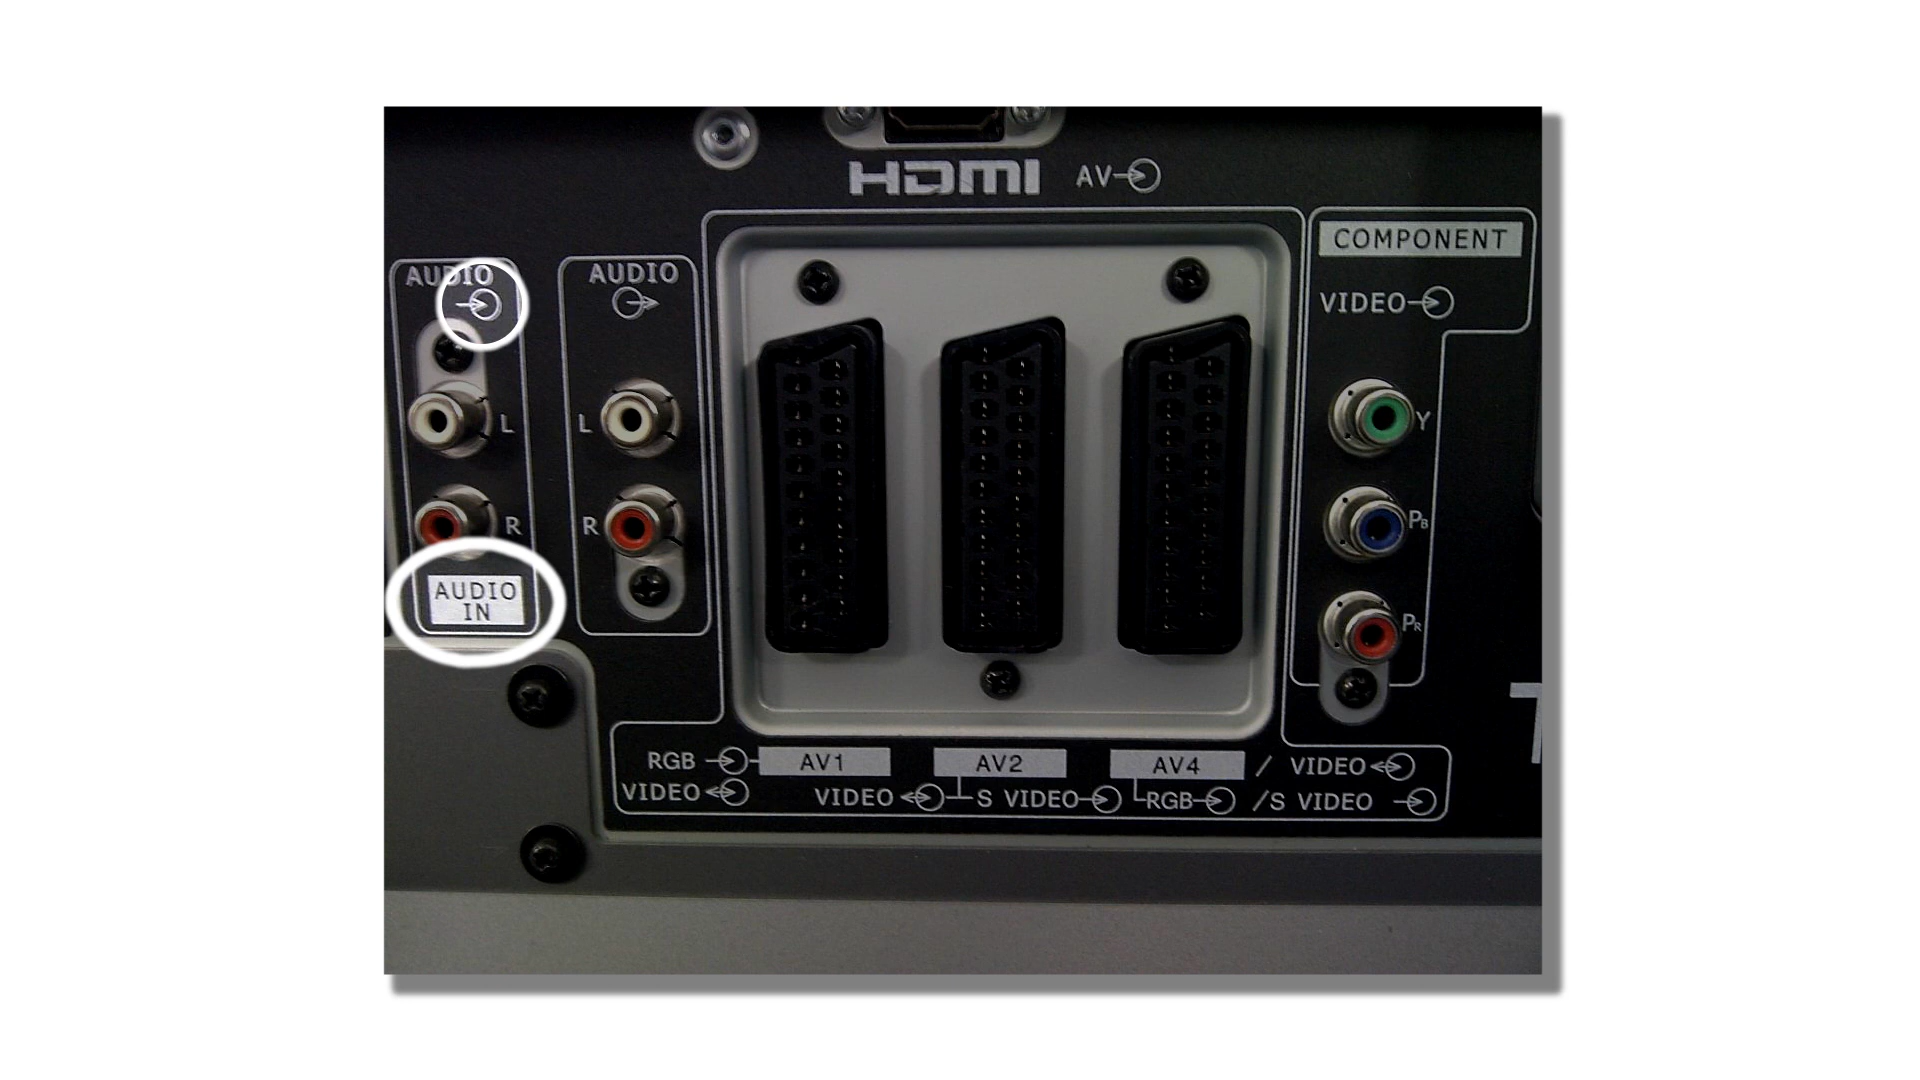 HDMI AV
AUDIO
L
R
AUDIO
IN
AUDIO
L
R
COMPONENT
VIDEO
Y
PB
PR
RGB AV1 AV2 AV4 / VIDEO
VIDEO VIDEO S VIDEO RGB /S VIDEO
T